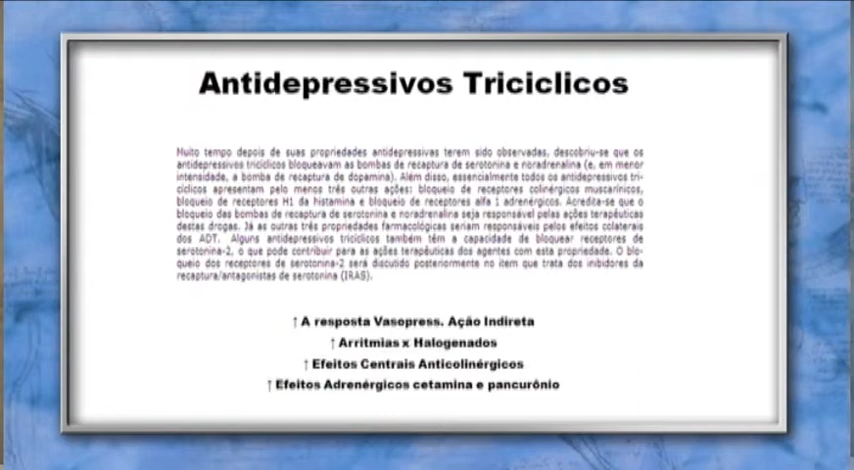 Antidepressivos Triciclicos
Muito tempo depois de suas propriedades antidepressivas terem sido observadas, descobriu-se que os
antidepressivos tricíclicos bloqueavam as bombas de recaptura de serotonina e noradrenalina (e, em menor
intensidade, a bomba de recaptura de dopamina). Além disso, essencialmente todos os antidepressivos tri-
cíclicos apresentam pelo menos três outras ações: bloqueio de receptores colinérgicos muscarínicos,
bloqueio de receptores H1 da histamina e bloqueio de receptores alfa 1 adrenérgicos. Acredita-se que o
bloqueio das bombas de recaptura de serotonina e noradrenalina seja responsável pelas ações terapêuticas
destas drogas. Já as outras três propriedades farmacológicas seriam responsáveis pelos efeitos colaterais
dos ADT. Alguns antidepressivos tricíclicos também têm a capacidade de bloquear receptores de
serotonina-2, o que pode contribuir para as ações terapêuticas dos agentes com esta propriedade. O blo-
queio dos receptores de serotonina-2 será discutido posteriormente no item que trata dos inibidores da
recaptura/antagonistas de serotonina (IRAS).
↑ A resposta Vasopress. Ação Indireta
↑ Arritmias x Halogenados
↑ Efeitos Centrais Anticolinérgicos
↑ Efeitos Adrenérgicos cetamina e pancurônio